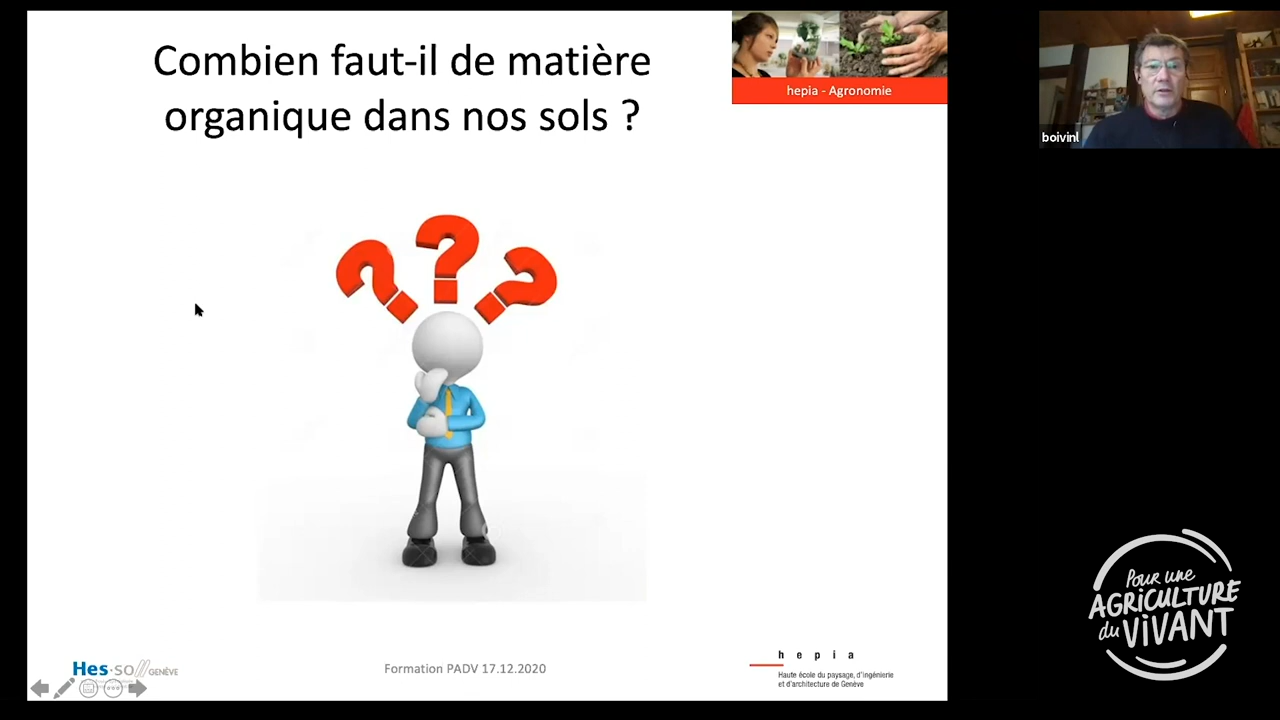 Combien faut-il de matière
organique dans nos sols ?
hepia - Agronomie
boivinl
Hes·so GENÈVE
Formation PADV 17.12.2020
hepia
Haute école du paysage, d'ingénierie
et d'architecture de Genève
Pour une
AGRICULTURE
du VIVANT